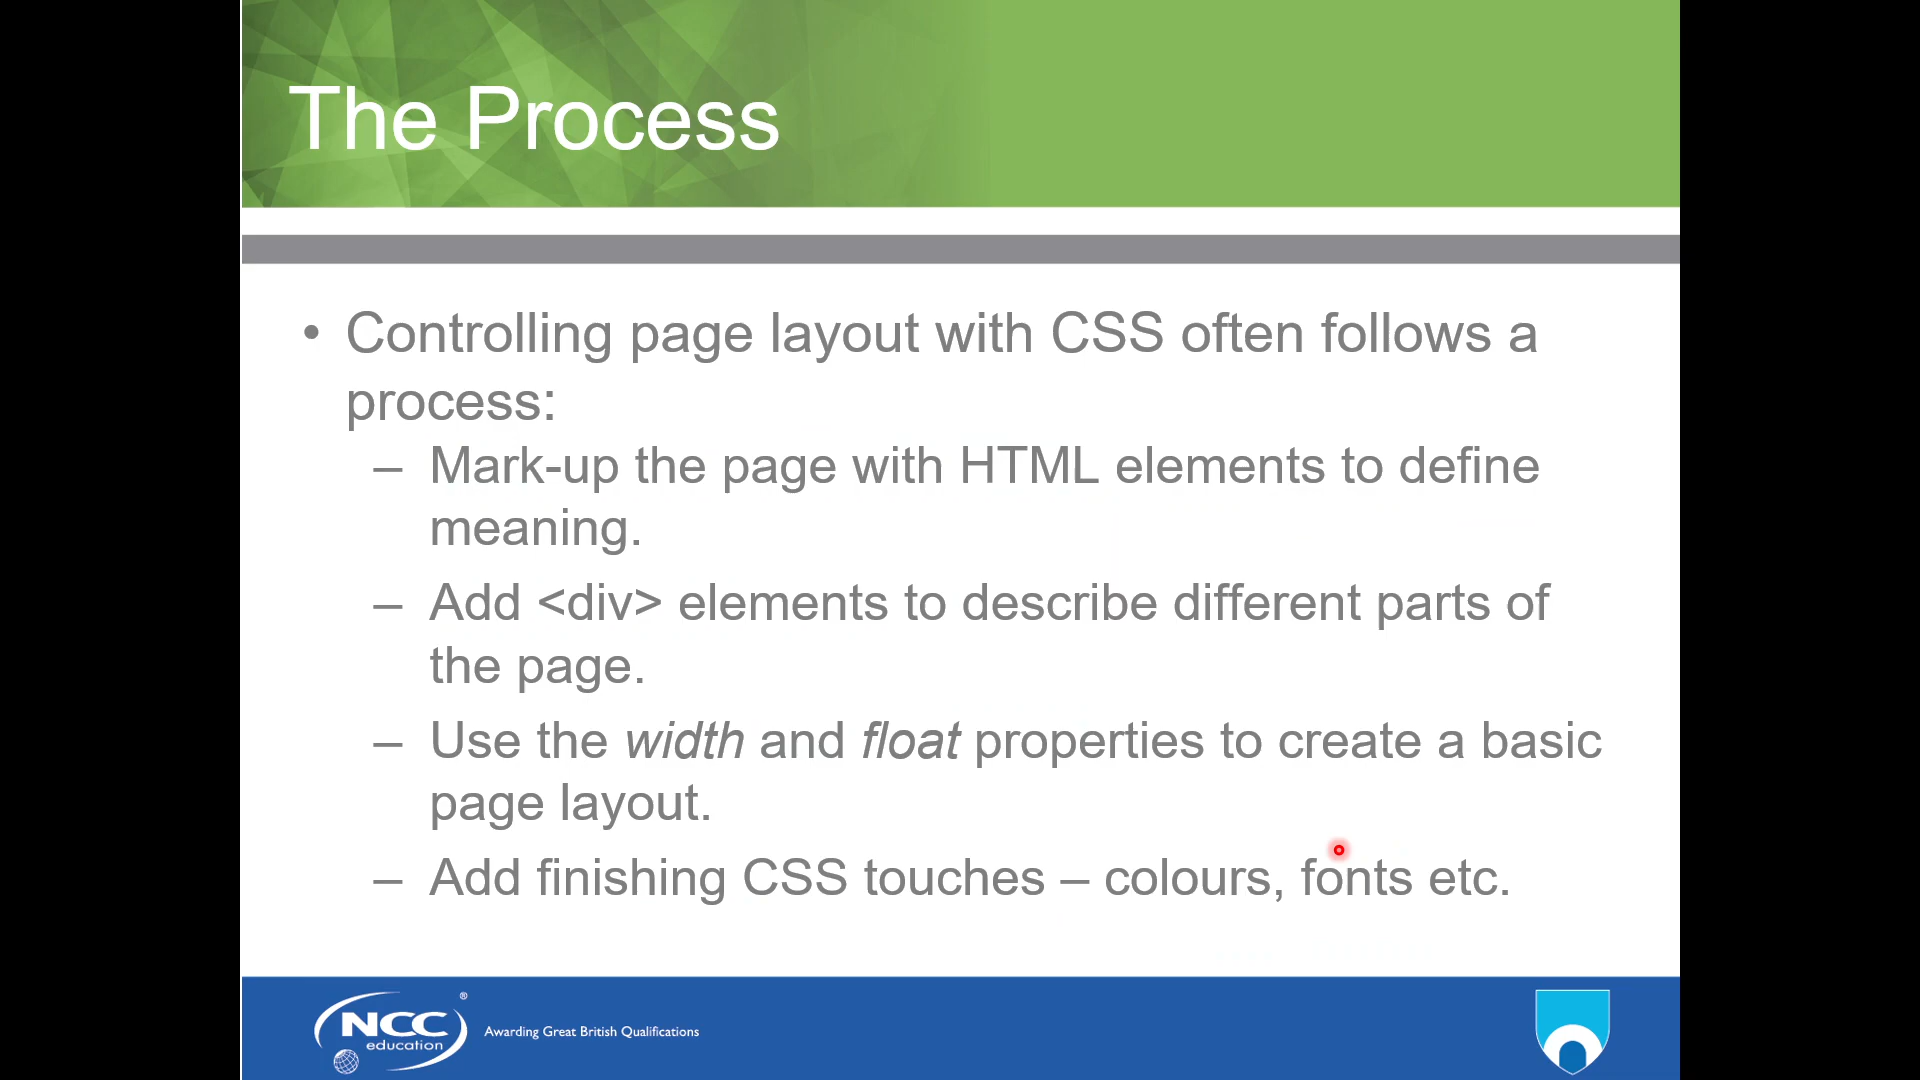 The Process
• Controlling page layout with CSS often follows a
process:
– Mark-up the page with HTML elements to define
meaning.
– Add <div> elements to describe different parts of
the page.
– Use the width and float properties to create a basic
page layout.
– Add finishing CSS touches – colours, fonts etc.
NCC ®
education
Awarding Great British Qualifications